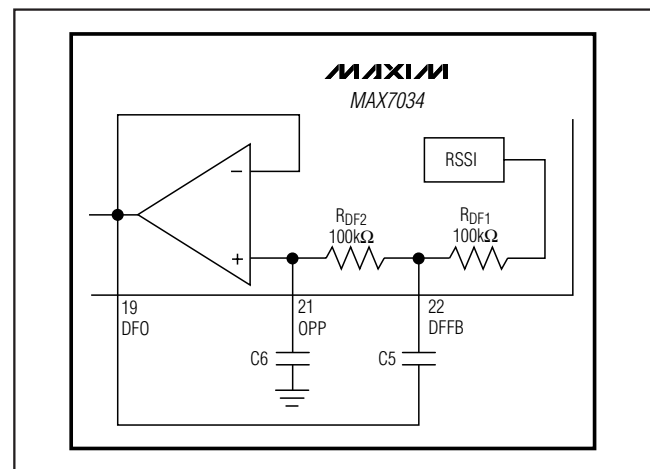 MAXIM
MAX7034
RSSI
RDF2
100kΩ
RDF1
100kΩ
−
+
19
DFO
21
OPP
22
DFFB
C6
C5